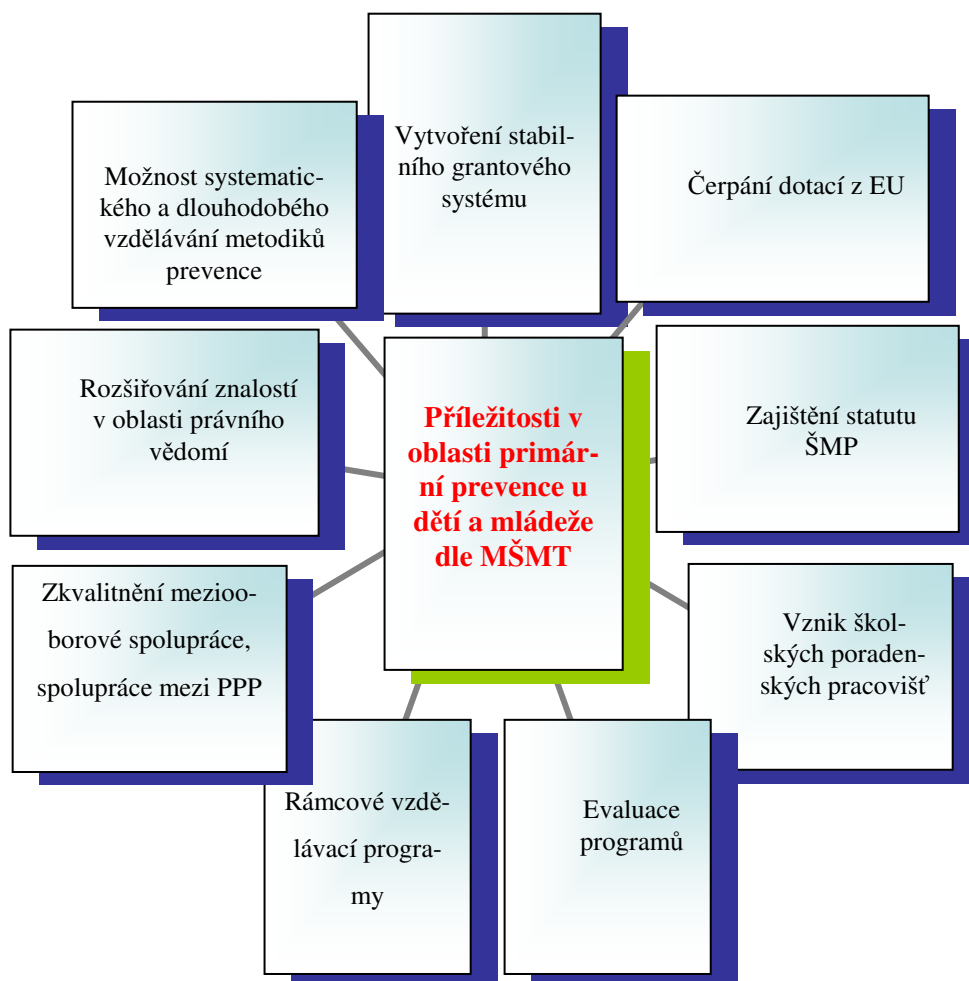 Vytvoření stabil-
ního grantového
systému
Možnost systematic-
kého a dlouhodobého
vzdělávání metodiků
prevence
Čerpání dotací z EU
Rozšiřování znalostí
v oblasti právního
vědomí
Příležitosti v
oblasti primár-
ní prevence u
dětí a mládeže
dle MŠMT
Zajištění statutu
ŠMP
Zkvalitnění mezioo-
borové spolupráce,
spolupráce mezi PPP
Vznik škol-
ských poraden-
ských pracovišť
Rámcové vzdě-
lávací progra-
my
Evaluace
programů